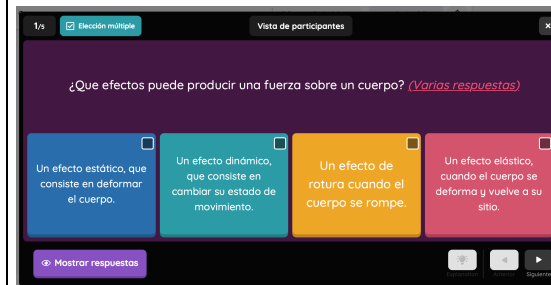 1/5
Elección múltiple
Vista de participantes
¿Que efectos puede producir una fuerza sobre un cuerpo? (Varias respuestas)
Un efecto estático, que
consiste en deformar
el cuerpo.
Un efecto dinámico,
que consiste en
cambiar su estado de
movimiento.
Un efecto de
rotura cuando el
cuerpo se rompe.
Un efecto elástico,
cuando el cuerpo se
deforma y vuelve a su
sitio.
Mostrar respuestas
Anterior
Siguiente